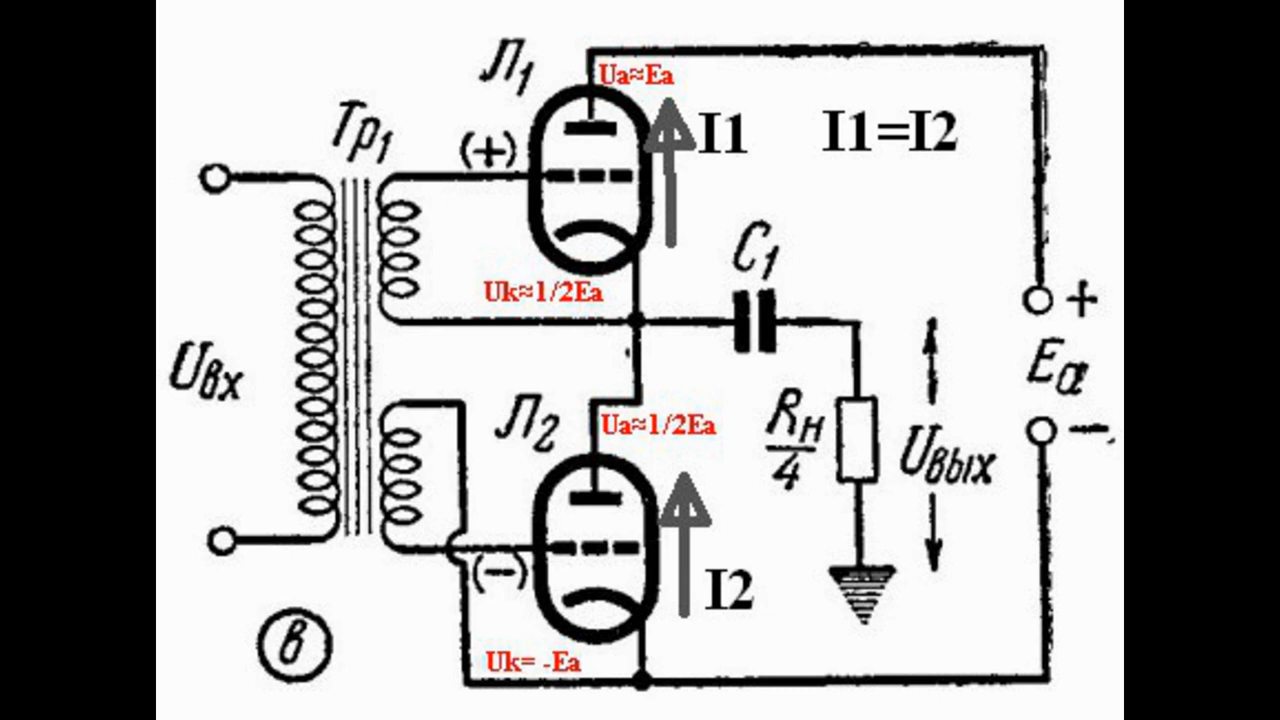 Л1
Ua≈Ea
Тр1
(+)
I1
I1=I2
C1
Uk≈1/2Ea
+
Uвх
Eа
Л2
Ua≈1/2Ea
Rн/4
Uвых
−
(−)
I2
в
Uk= -Ea